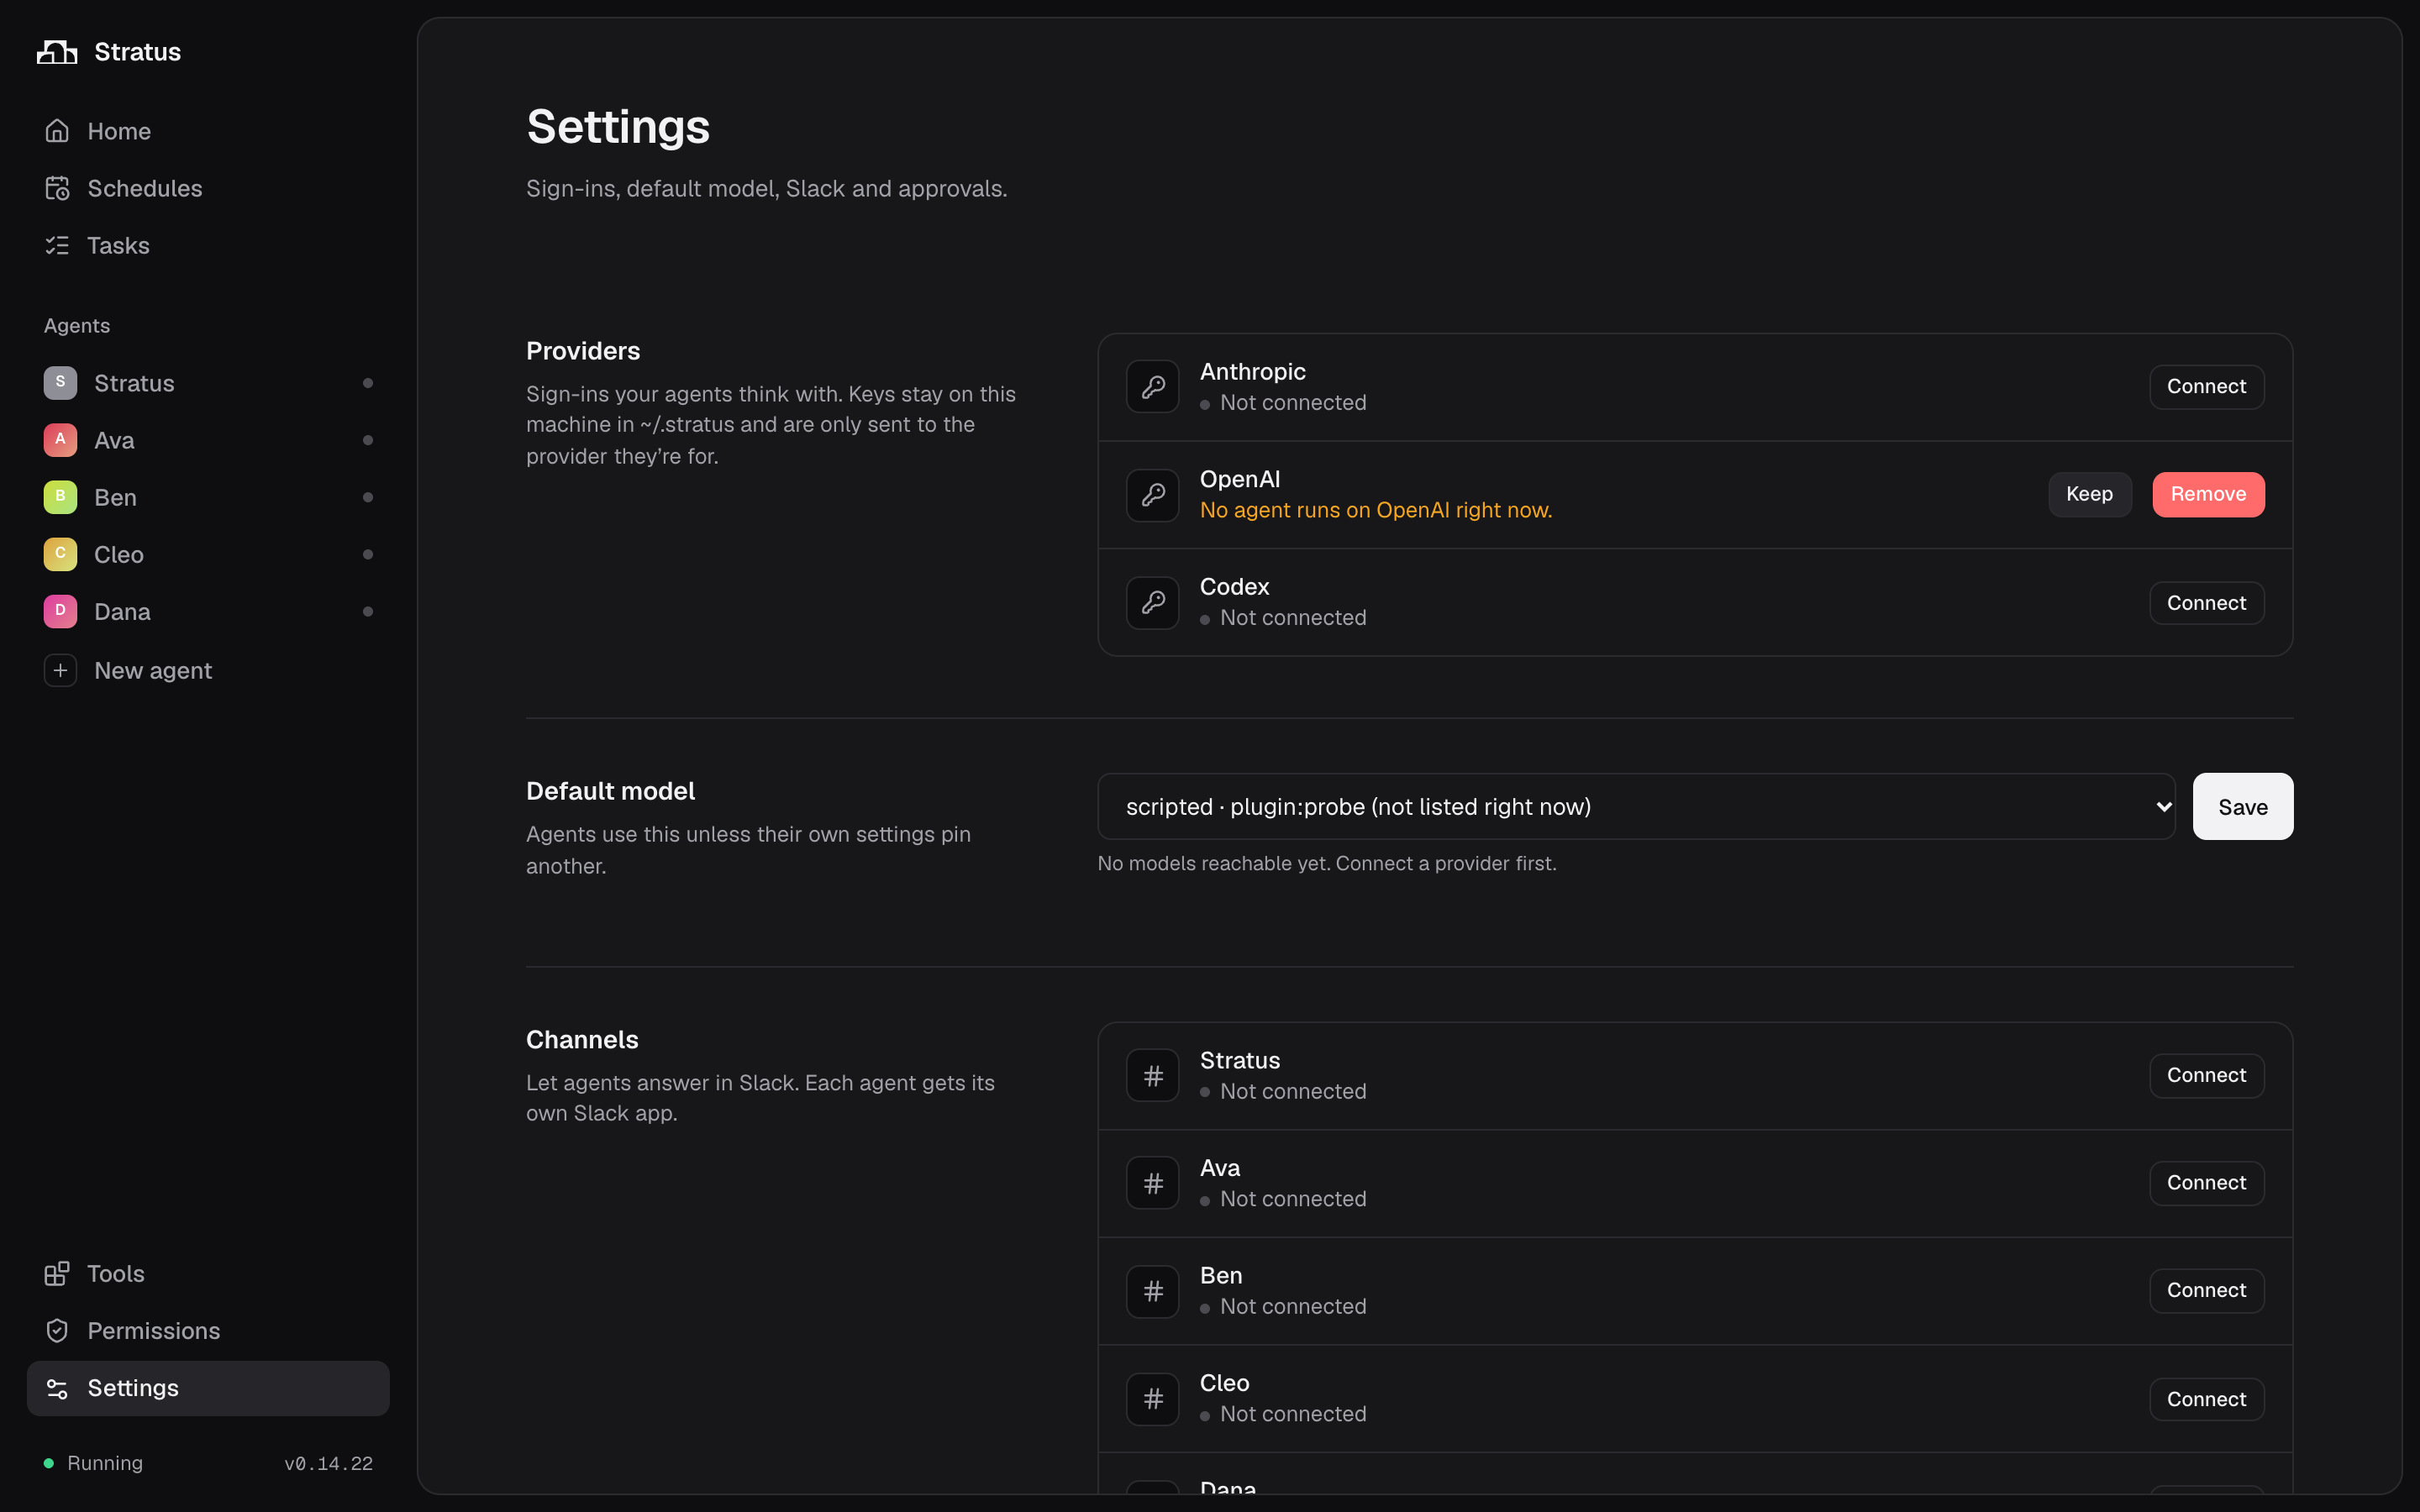 Stratus
Home
Schedules
Tasks
Agents
S Stratus
A Ava
B Ben
C Cleo
D Dana
New agent
Tools
Permissions
Settings
Running v0.14.22
Settings
Sign-ins, default model, Slack and approvals.
Providers
Sign-ins your agents think with. Keys stay on this
machine in ~/.stratus and are only sent to the
provider they’re for.
Anthropic
Not connected
Connect
OpenAI
No agent runs on OpenAI right now.
Keep Remove
Codex
Not connected
Connect
Default model
Agents use this unless their own settings pin
another.
scripted · plugin:probe (not listed right now)
Save
No models reachable yet. Connect a provider first.
Channels
Let agents answer in Slack. Each agent gets its
own Slack app.
Stratus
Not connected
Connect
Ava
Not connected
Connect
Ben
Not connected
Connect
Cleo
Not connected
Connect
Dana